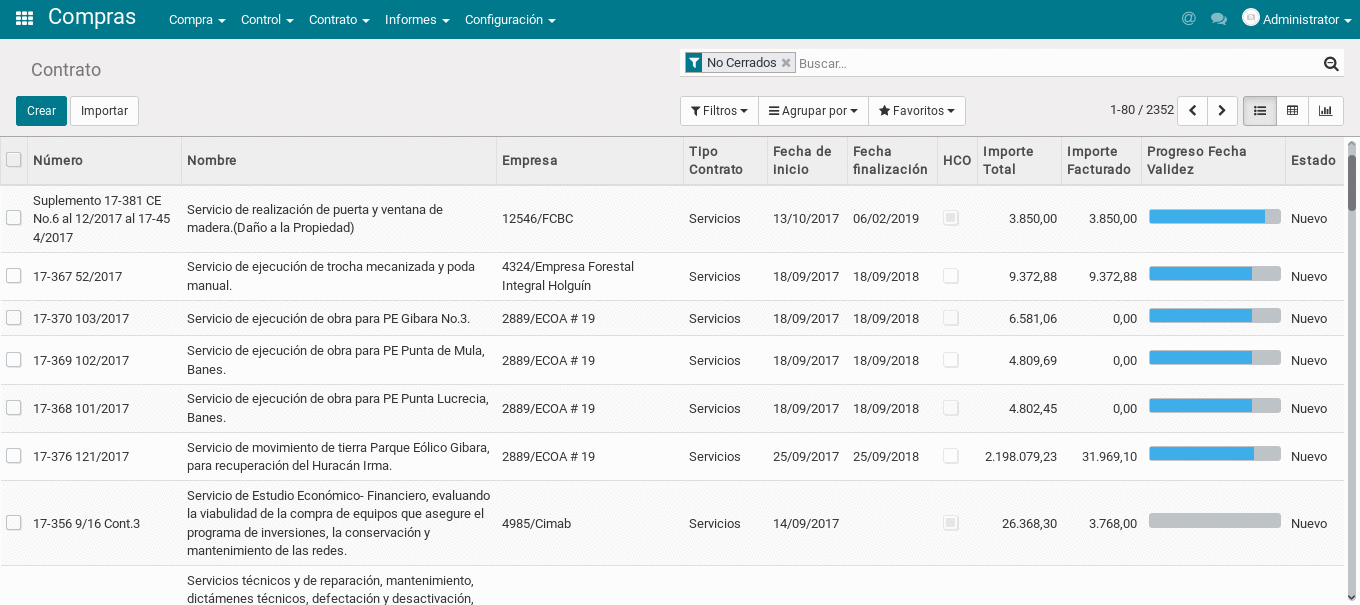 Compras
Compra Control Contrato Informes Configuración
@ Administrator
Contrato
No Cerrados ✖ Buscar...
Crear Importar
Filtros Agrupar por Favoritos
1-80 / 2352
Número Nombre Empresa Tipo Contrato Fecha de inicio Fecha finalización HCO Importe Total Importe Facturado Progreso Fecha Validez Estado
Suplemento 17-381 CE
No.6 al 12/2017 al 17-45
4/2017
Servicio de realización de puerta y ventana de
madera.(Daño a la Propiedad)
12546/FCBC Servicios 13/10/2017 06/02/2019 3.850,00 3.850,00 Nuevo
17-367 52/2017
Servicio de ejecución de trocha mecanizada y poda
manual.
4324/Empresa Forestal
Integral Holguín
Servicios 18/09/2017 18/09/2018 9.372,88 9.372,88 Nuevo
17-370 103/2017 Servicio de ejecución de obra para PE Gibara No.3. 2889/ECOA # 19 Servicios 18/09/2017 18/09/2018 6.581,06 0,00 Nuevo
17-369 102/2017
Servicio de ejecución de obra para PE Punta de Mula,
Banes.
2889/ECOA # 19 Servicios 18/09/2017 18/09/2018 4.809,69 0,00 Nuevo
17-368 101/2017
Servicio de ejecución de obra para PE Punta Lucrecia,
Banes.
2889/ECOA # 19 Servicios 18/09/2017 18/09/2018 4.802,45 0,00 Nuevo
17-376 121/2017
Servicio de movimiento de tierra Parque Eólico Gibara,
para recuperación del Huracán Irma.
2889/ECOA # 19 Servicios 25/09/2017 25/09/2018 2.198.079,23 31.969,10 Nuevo
17-356 9/16 Cont.3
Servicio de Estudio Económico- Financiero, evaluando
la viabulidad de la compra de equipos que asegure el
programa de inversiones, la conservación y
mantenimiento de las redes.
4985/Cimab Servicios 14/09/2017 26.368,30 3.768,00 Nuevo
Servicios técnicos y de reparación, mantenimiento,
dictámenes técnicos, defectación y desactivación,